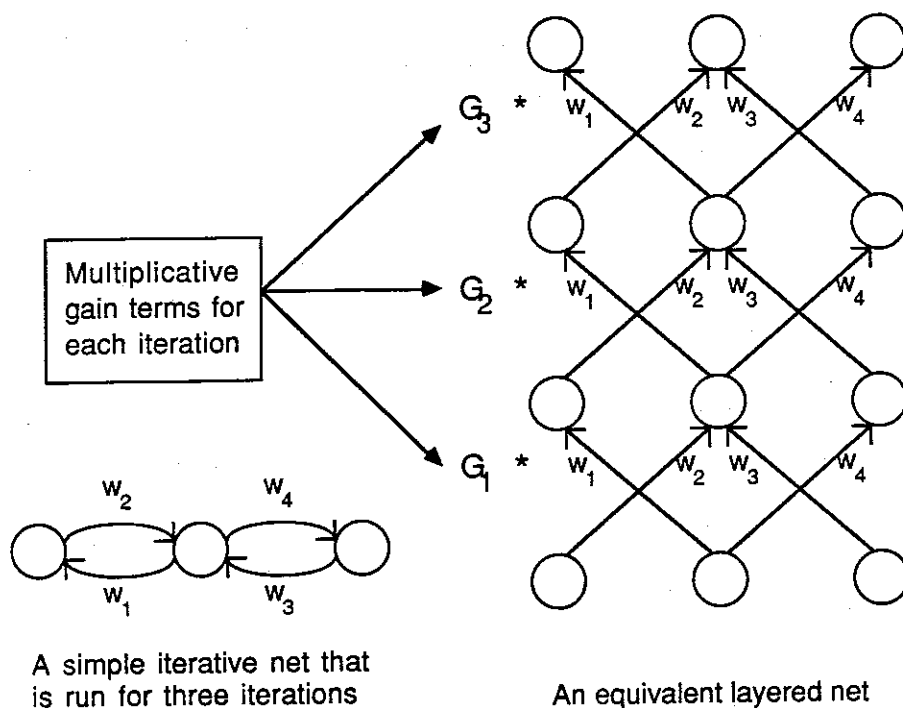 G3 * w1 w2 w3 w4
Multiplicative
gain terms for
each iteration
G2 * w1 w2 w3 w4
G1 * w1 w2 w3 w4
w2 w4
w1 w3
A simple iterative net that
is run for three iterations
An equivalent layered net